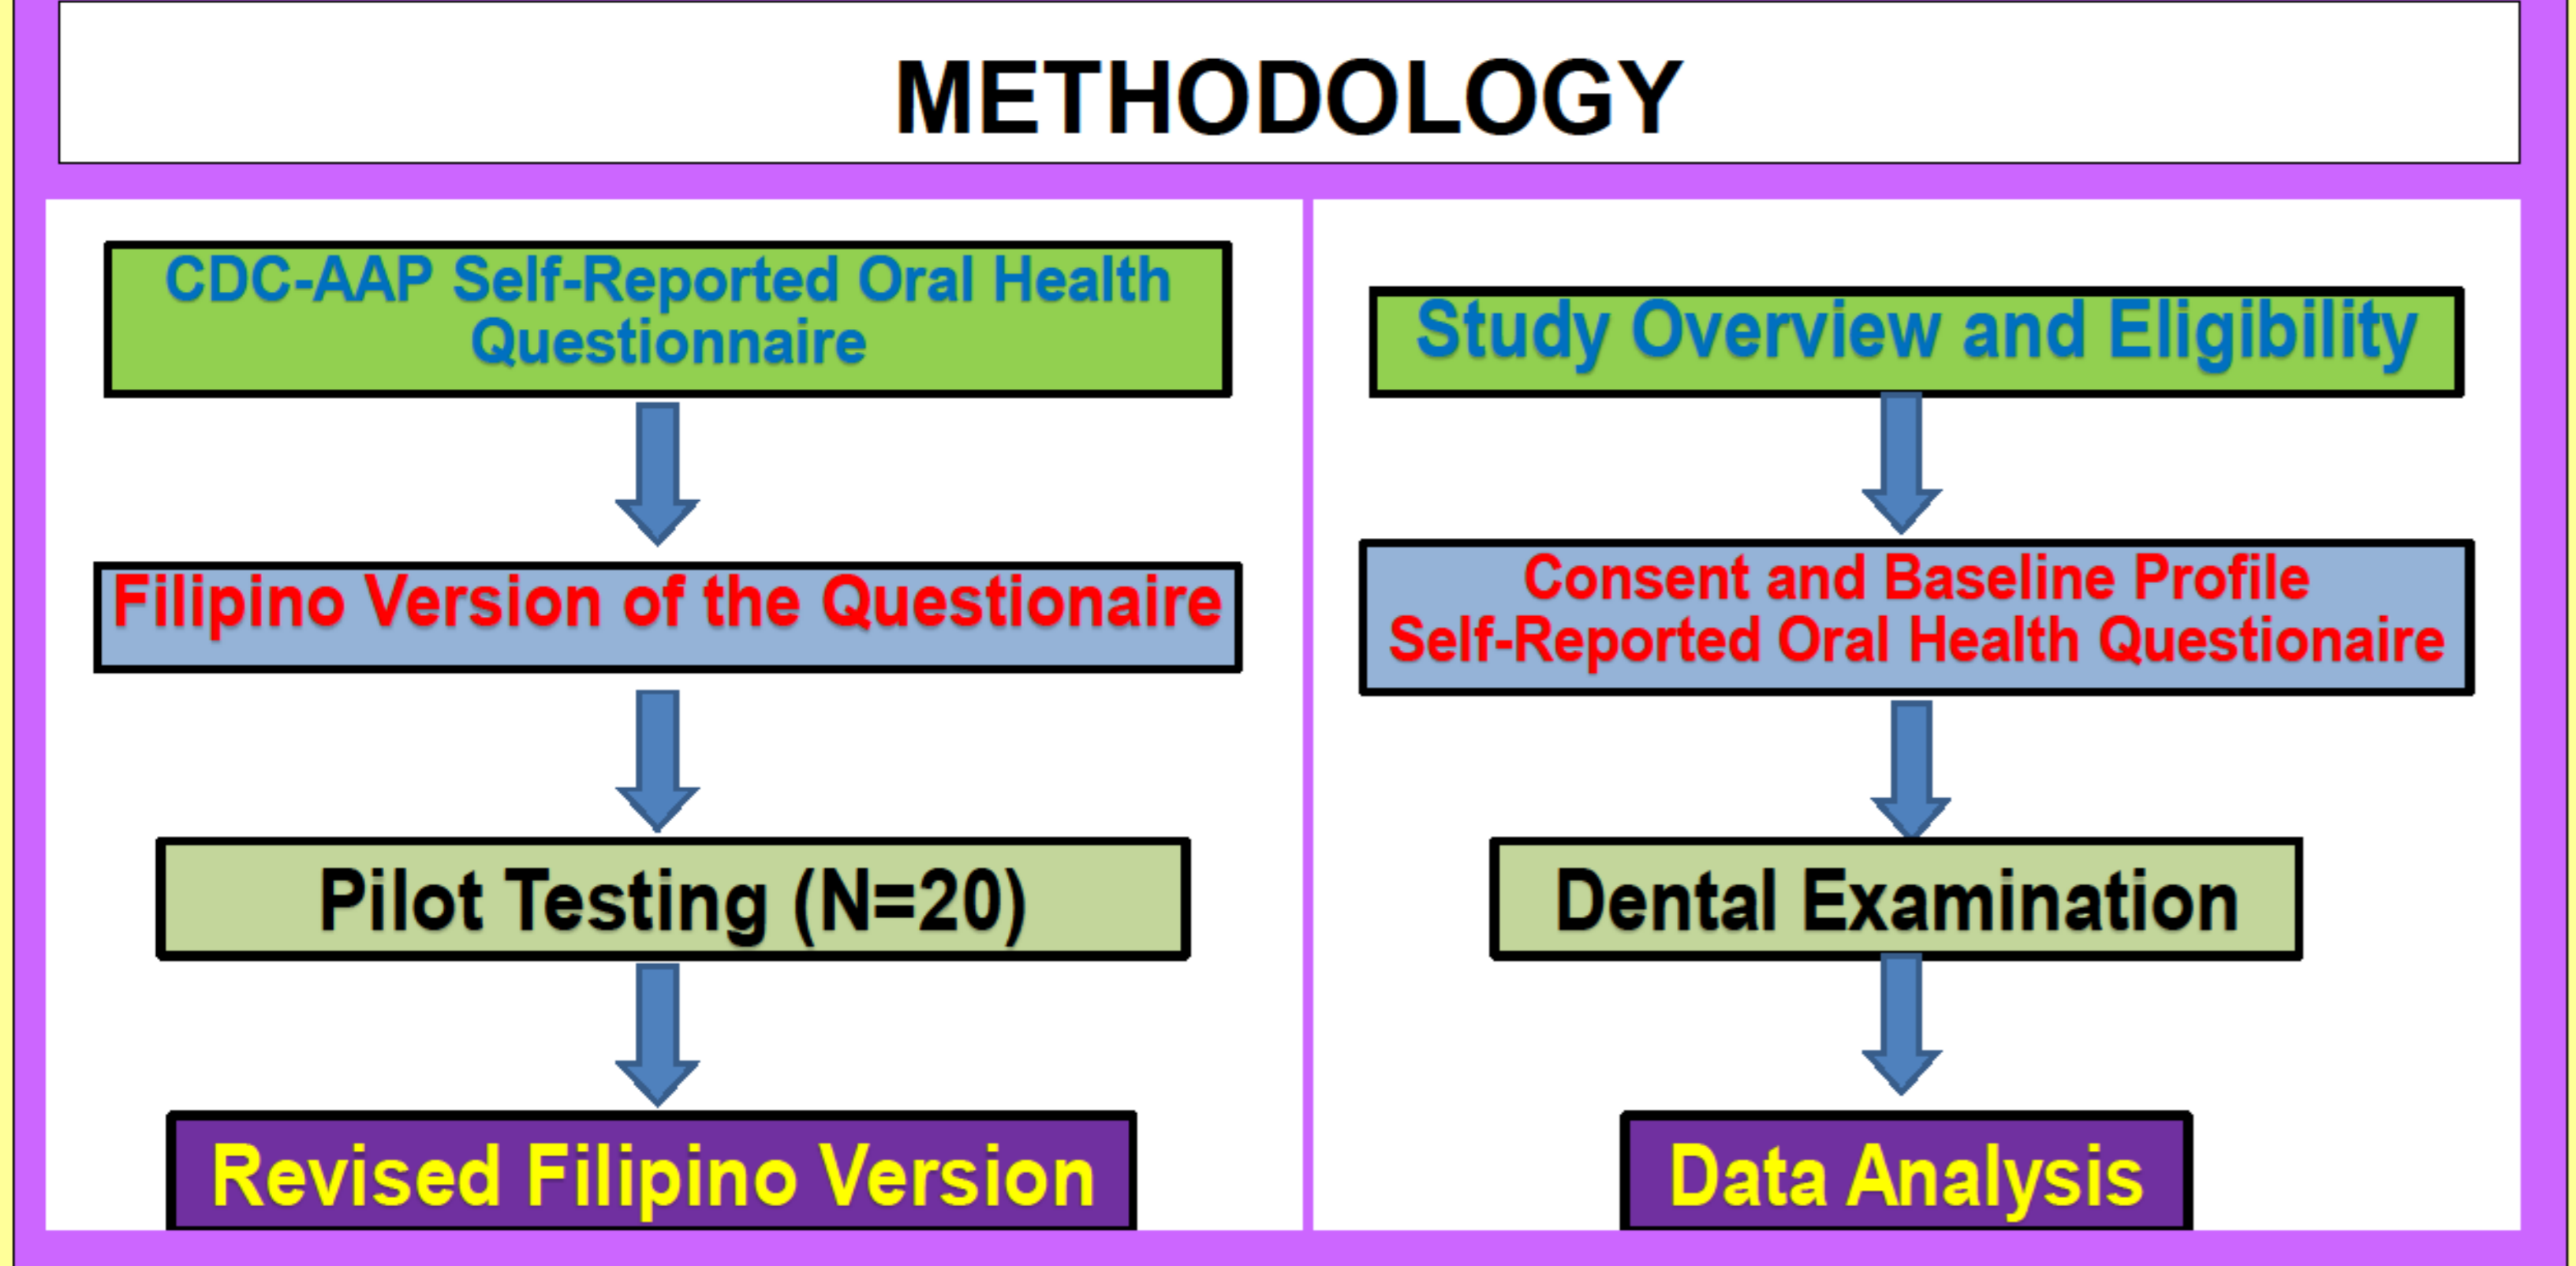 METHODOLOGY
CDC-AAP Self-Reported Oral Health
Questionnaire
Filipino Version of the Questionaire
Pilot Testing (N=20)
Revised Filipino Version
Study Overview and Eligibility
Consent and Baseline Profile
Self-Reported Oral Health Questionaire
Dental Examination
Data Analysis